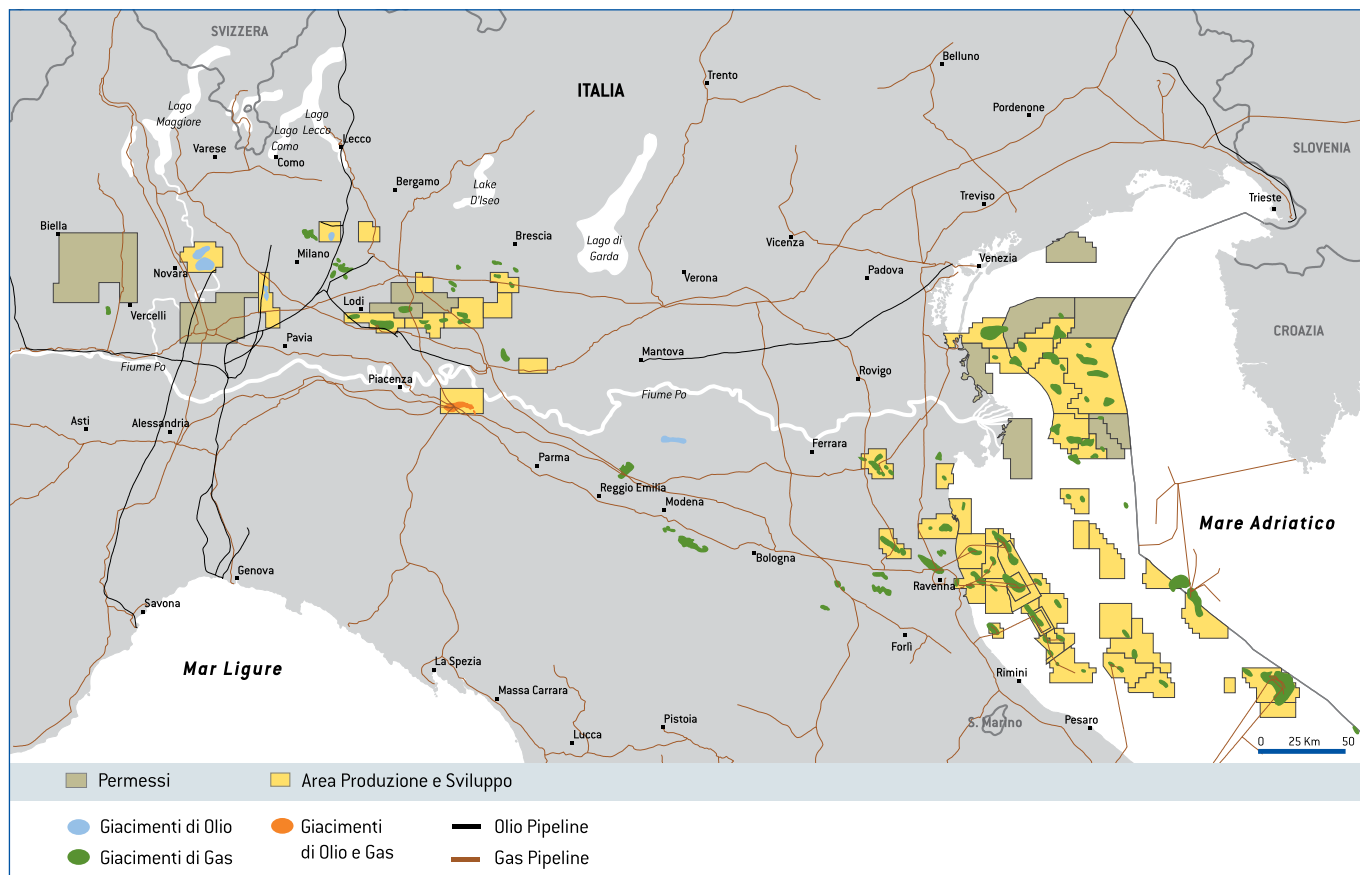 SVIZZERA
Belluno
Trento
ITALIA
Pordenone
Lago
Maggiore
Lago
Lecco
Lago
Como
Lecco
Varese
Como
SLOVENIA
Bergamo
Lake
D'Iseo
Treviso
Trieste
Biella
Brescia
Lago di
Garda
Vicenza
Milano
Novara
Verona
Padova
Venezia
Lodi
Vercelli
CROAZIA
Pavia
Fiume Po
Mantova
Piacenza
Rovigo
Fiume Po
Asti
Alessandria
Ferrara
Parma
Reggio Emilia
Modena
Mare Adriatico
Bologna
Genova
Ravenna
Savona
Forlì
Mar Ligure
La Spezia
Rimini
Massa Carrara
Pistoia
S. Marino
Pesaro
Lucca
0 25 Km 50
Permessi
Area Produzione e Sviluppo
Giacimenti di Olio
Giacimenti
di Olio e Gas
Olio Pipeline
Giacimenti di Gas
Gas Pipeline